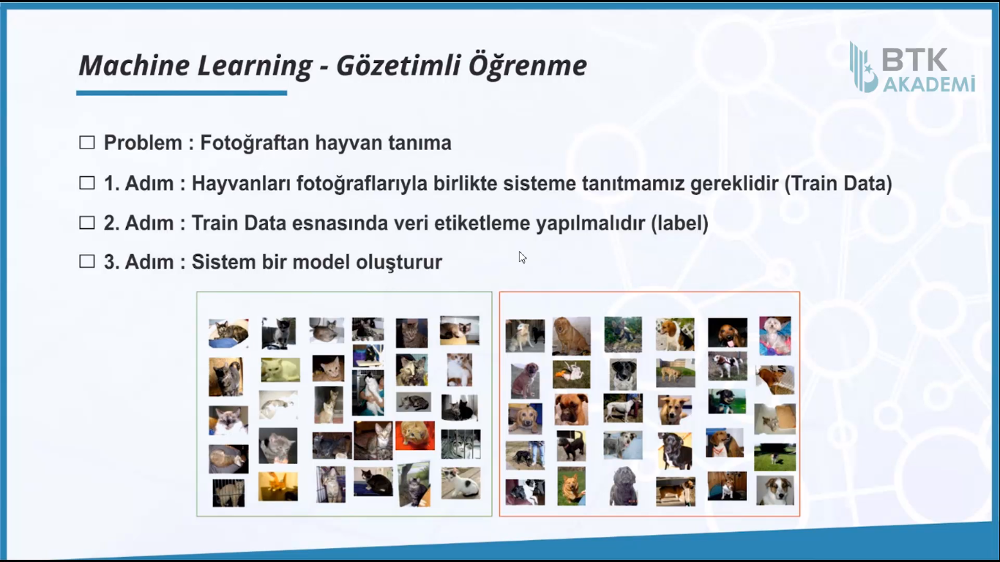 Machine Learning - Gözetimli Öğrenme
BTK
AKADEMİ
Problem : Fotoğraftan hayvan tanıma
1. Adım : Hayvanları fotoğraflarıyla birlikte sisteme tanıtmamız gereklidir (Train Data)
2. Adım : Train Data esnasında veri etiketleme yapılmalıdır (label)
3. Adım : Sistem bir model oluşturur